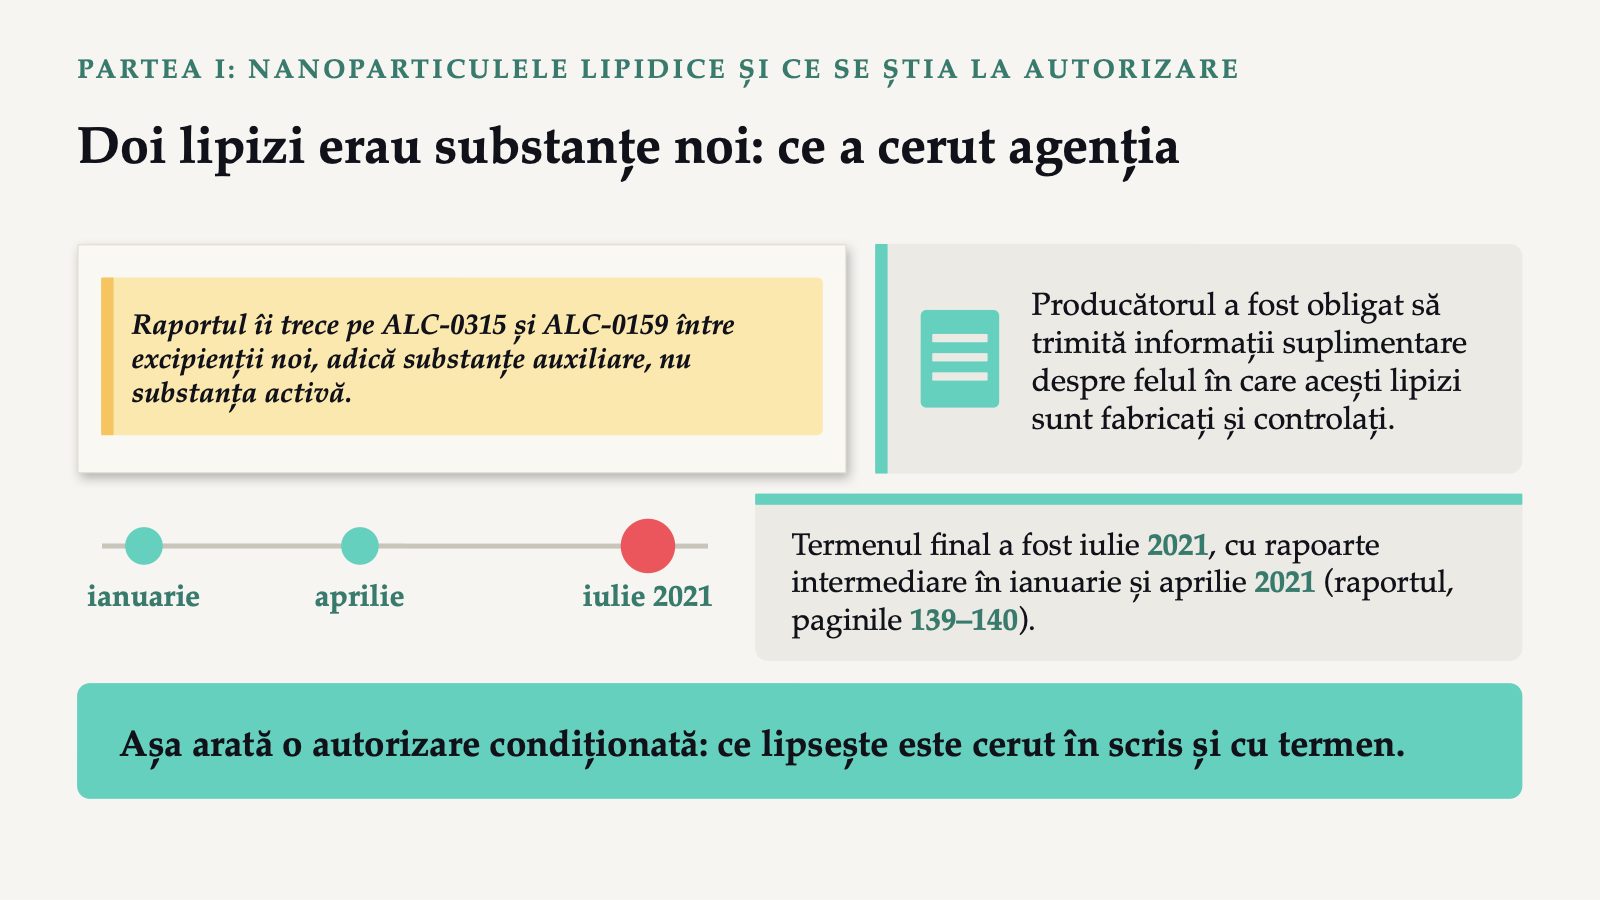 PARTEA I: NANOPARTICULELE LIPIDICE ȘI CE SE ȘTIA LA AUTORIZARE
Doi lipizi erau substanțe noi: ce a cerut agenția
Raportul îi trece pe ALC-0315 și ALC-0159 între
excipienții noi, adică substanțe auxiliare, nu
substanța activă.
Producătorul a fost obligat să
trimită informații suplimentare
despre felul în care acești lipizi
sunt fabricați și controlați.
ianuarie
aprilie
iulie 2021
Termenul final a fost iulie 2021, cu rapoarte
intermediare în ianuarie și aprilie 2021 (raportul,
paginile 139–140).
Așa arată o autorizare condiționată: ce lipsește este cerut în scris și cu termen.